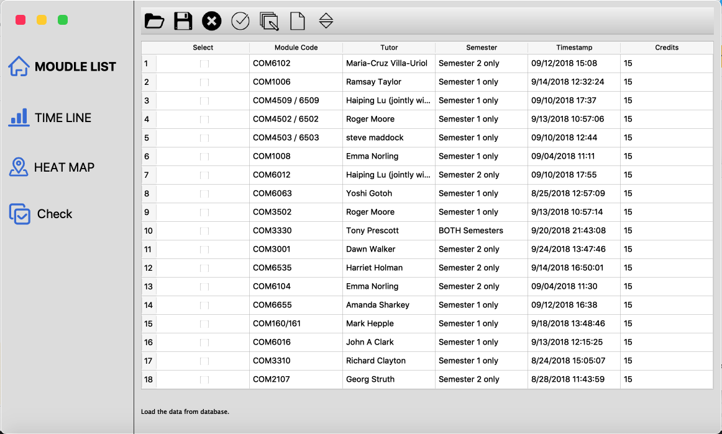 MOUDLE LIST
TIME LINE
HEAT MAP
Check
Select Module Code Tutor Semester Timestamp Credits
1 COM6102 Maria-Cruz Villa-Uriol Semester 2 only 09/12/2018 15:08 15
2 COM1006 Ramsay Taylor Semester 1 only 9/14/2018 12:32:24 15
3 COM4509 / 6509 Haiping Lu (jointly wi... Semester 1 only 09/10/2018 17:37 15
4 COM4502 / 6502 Roger Moore Semester 1 only 9/13/2018 10:57:06 15
5 COM4503 / 6503 steve maddock Semester 1 only 09/10/2018 12:44 15
6 COM1008 Emma Norling Semester 1 only 09/04/2018 11:11 15
7 COM6012 Haiping Lu (jointly wi... Semester 2 only 09/10/2018 17:55 15
8 COM6063 Yoshi Gotoh Semester 1 only 8/25/2018 12:57:09 15
9 COM3502 Roger Moore Semester 1 only 9/13/2018 10:57:14 15
10 COM3330 Tony Prescott BOTH Semesters 9/20/2018 21:43:08 15
11 COM3001 Dawn Walker Semester 2 only 9/24/2018 13:47:46 15
12 COM6535 Harriet Holman Semester 2 only 9/14/2018 16:50:01 15
13 COM6104 Emma Norling Semester 2 only 09/04/2018 11:30 15
14 COM6655 Amanda Sharkey Semester 1 only 09/12/2018 16:38 15
15 COM160/161 Mark Hepple Semester 1 only 9/18/2018 13:48:46 15
16 COM6016 John A Clark Semester 1 only 9/13/2018 12:15:25 15
17 COM3310 Richard Clayton Semester 1 only 8/24/2018 15:05:07 15
18 COM2107 Georg Struth Semester 2 only 8/28/2018 11:43:59 15
Load the data from database.